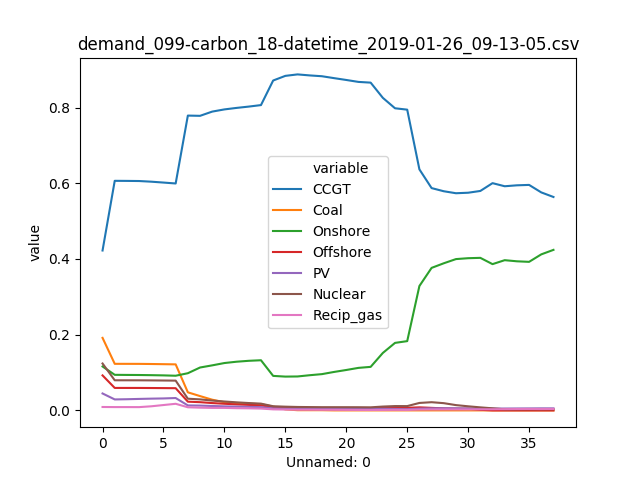 demand_099-carbon_18-datetime_2019-01-26_09-13-05.csv
value
0.8
0.6
0.4
0.2
0.0
variable
CCGT
Coal
Onshore
Offshore
PV
Nuclear
Recip_gas
0 5 10 15 20 25 30 35
Unnamed: 0